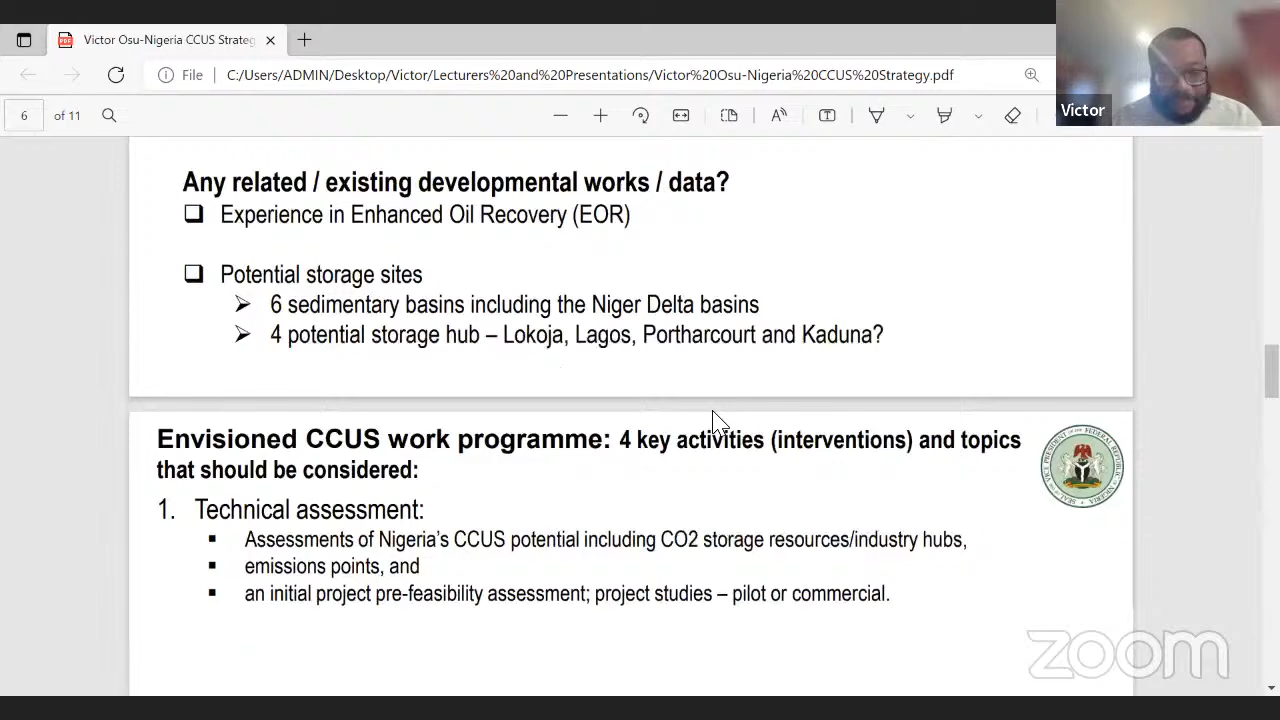 Victor Osu-Nigeria CCUS Strateg
File
C:/Users/ADMIN/Desktop/Victor/Lecturers%20and%20Presentations/Victor%20Osu-Nigeria%20CCUS%20Strategy.pdf
Victor
6 of 11
Any related / existing developmental works / data?
Experience in Enhanced Oil Recovery (EOR)
Potential storage sites
6 sedimentary basins including the Niger Delta basins
4 potential storage hub – Lokoja, Lagos, Portharcourt and Kaduna?
Envisioned CCUS work programme: 4 key activities (interventions) and topics
that should be considered:
1. Technical assessment:
Assessments of Nigeria's CCUS potential including CO2 storage resources/industry hubs,
emissions points, and
an initial project pre-feasibility assessment; project studies – pilot or commercial.
zoom